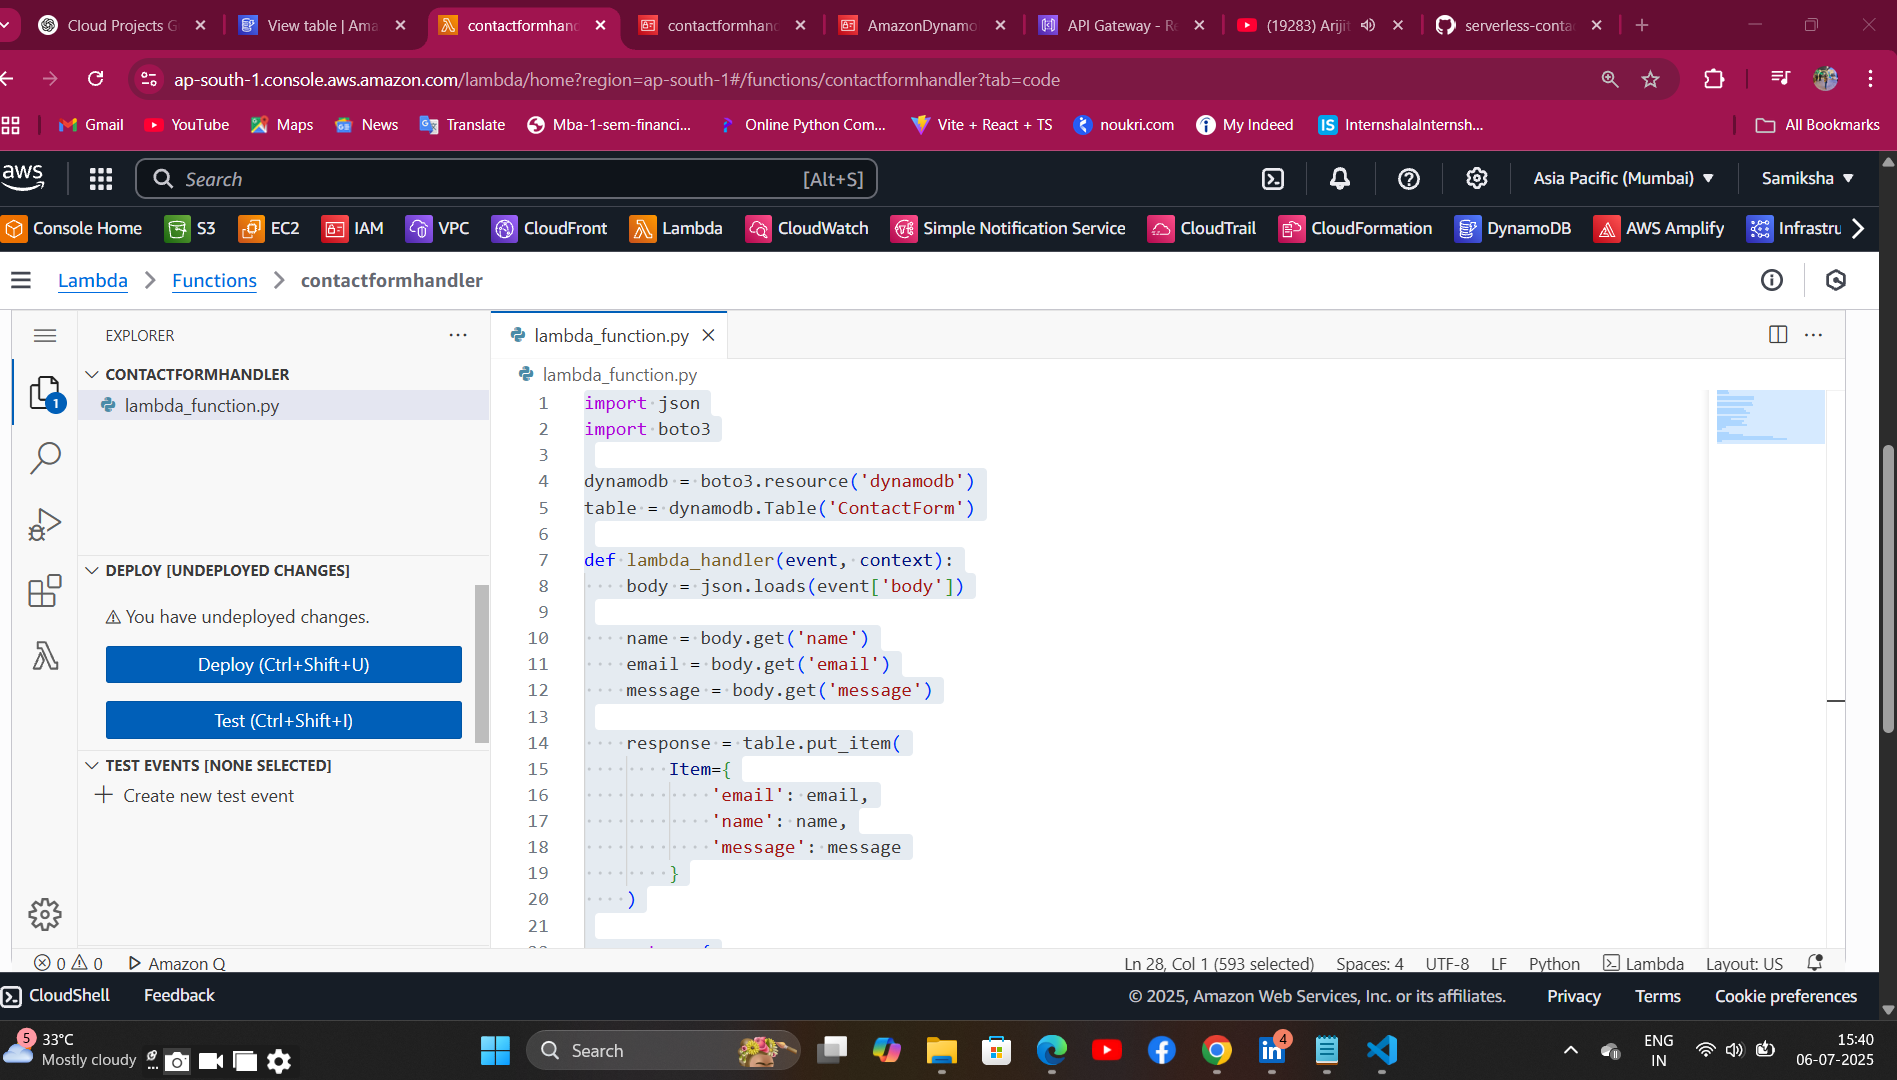 Cloud Projects G
View table | Ama
contactformhand
contactformhand
AmazonDynamo
API Gateway - Re
(19283) Arijit
serverless-conta
ap-south-1.console.aws.amazon.com/lambda/home?region=ap-south-1#/functions/contactformhandler?tab=code
Gmail
YouTube
Maps
News
Translate
Mba-1-sem-financi...
Online Python Com...
Vite + React + TS
noukri.com
My Indeed
IS
InternshalaInternsh...
All Bookmarks
aws
Search
[Alt+S]
Asia Pacific (Mumbai)
Samiksha
Console Home
S3
EC2
IAM
VPC
CloudFront
Lambda
CloudWatch
Simple Notification Service
CloudTrail
CloudFormation
DynamoDB
AWS Amplify
Infrastru
Lambda
Functions
contactformhandler
EXPLORER
CONTACTFORMHANDLER
lambda_function.py
1
DEPLOY [UNDEPLOYED CHANGES]
You have undeployed changes.
Deploy (Ctrl+Shift+U)
Test (Ctrl+Shift+I)
TEST EVENTS [NONE SELECTED]
Create new test event
lambda_function.py
lambda_function.py
1 import json
2 import boto3
3
4 dynamodb = boto3.resource('dynamodb')
5 table = dynamodb.Table('ContactForm')
6
7 def lambda_handler(event, context):
8     body = json.loads(event['body'])
9
10     name = body.get('name')
11     email = body.get('email')
12     message = body.get('message')
13
14     response = table.put_item(
15         Item={
16             'email': email,
17             'name': name,
18             'message': message
19         }
20     )
21
0
0
Amazon Q
Ln 28, Col 1 (593 selected)
Spaces: 4
UTF-8
LF
Python
Lambda
Layout: US
CloudShell
Feedback
© 2025, Amazon Web Services, Inc. or its affiliates.
Privacy
Terms
Cookie preferences
5
33°C
Mostly cloudy
Search
4
ENG
IN
15:40
06-07-2025